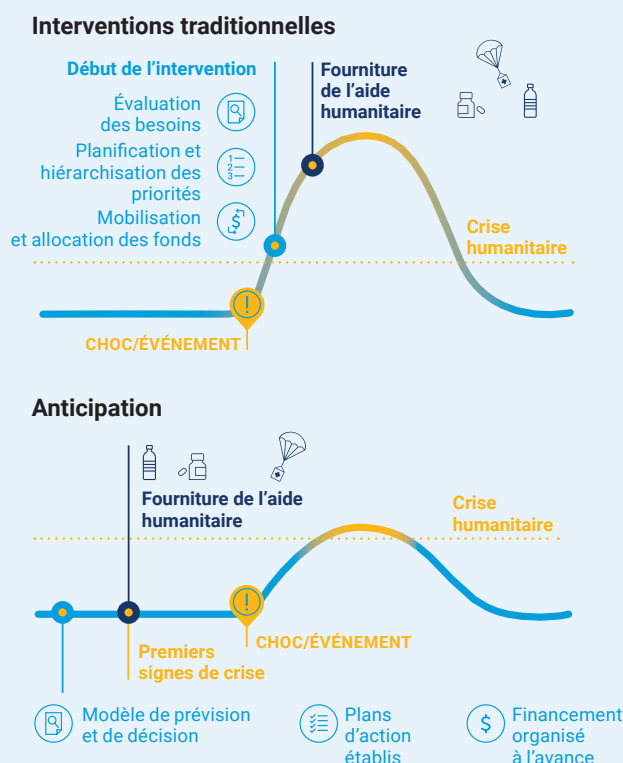 Interventions traditionnelles
Début de l’intervention
Évaluation
des besoins
Planification et
hiérarchisation des
priorités
Mobilisation
et allocation des fonds
Fourniture
de l’aide
humanitaire
Crise
humanitaire
CHOC/ÉVÉNEMENT
Anticipation
Fourniture de l’aide
humanitaire
Crise
humanitaire
CHOC/ÉVÉNEMENT
Premiers
signes de crise
Modèle de prévision
et de décision
Plans
d’action
établis
Financement
organisé
à l’avance